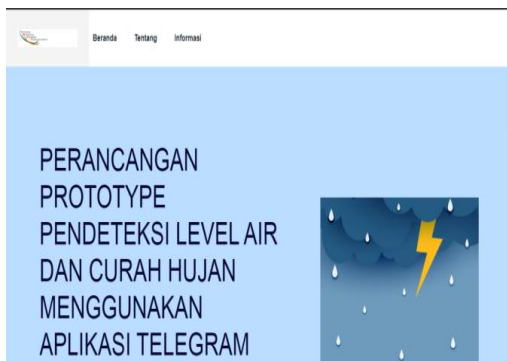 Beranda Tentang Informasi
PERANCANGAN
PROTOTYPE
PENDETEKSI LEVEL AIR
DAN CURAH HUJAN
MENGGUNAKAN
APLIKASI TELEGRAM